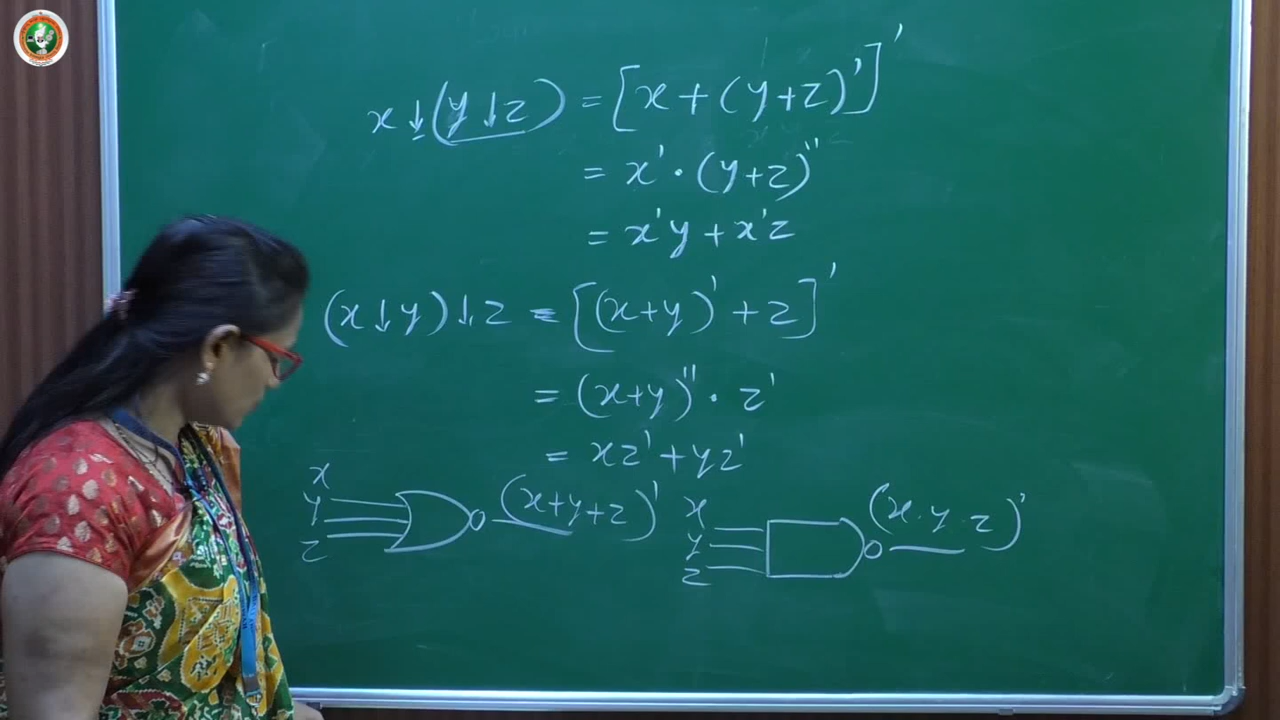 x↓(y↓z) = [x+(y+z)']'
= x'·(y+z)''
= x'y+x'z
(x↓y)↓z = [(x+y)'+z]'
= (x+y)''·z'
= xz'+yz'
x
y
z
(x+y+z)'
x
y
z
(x.y.z)'